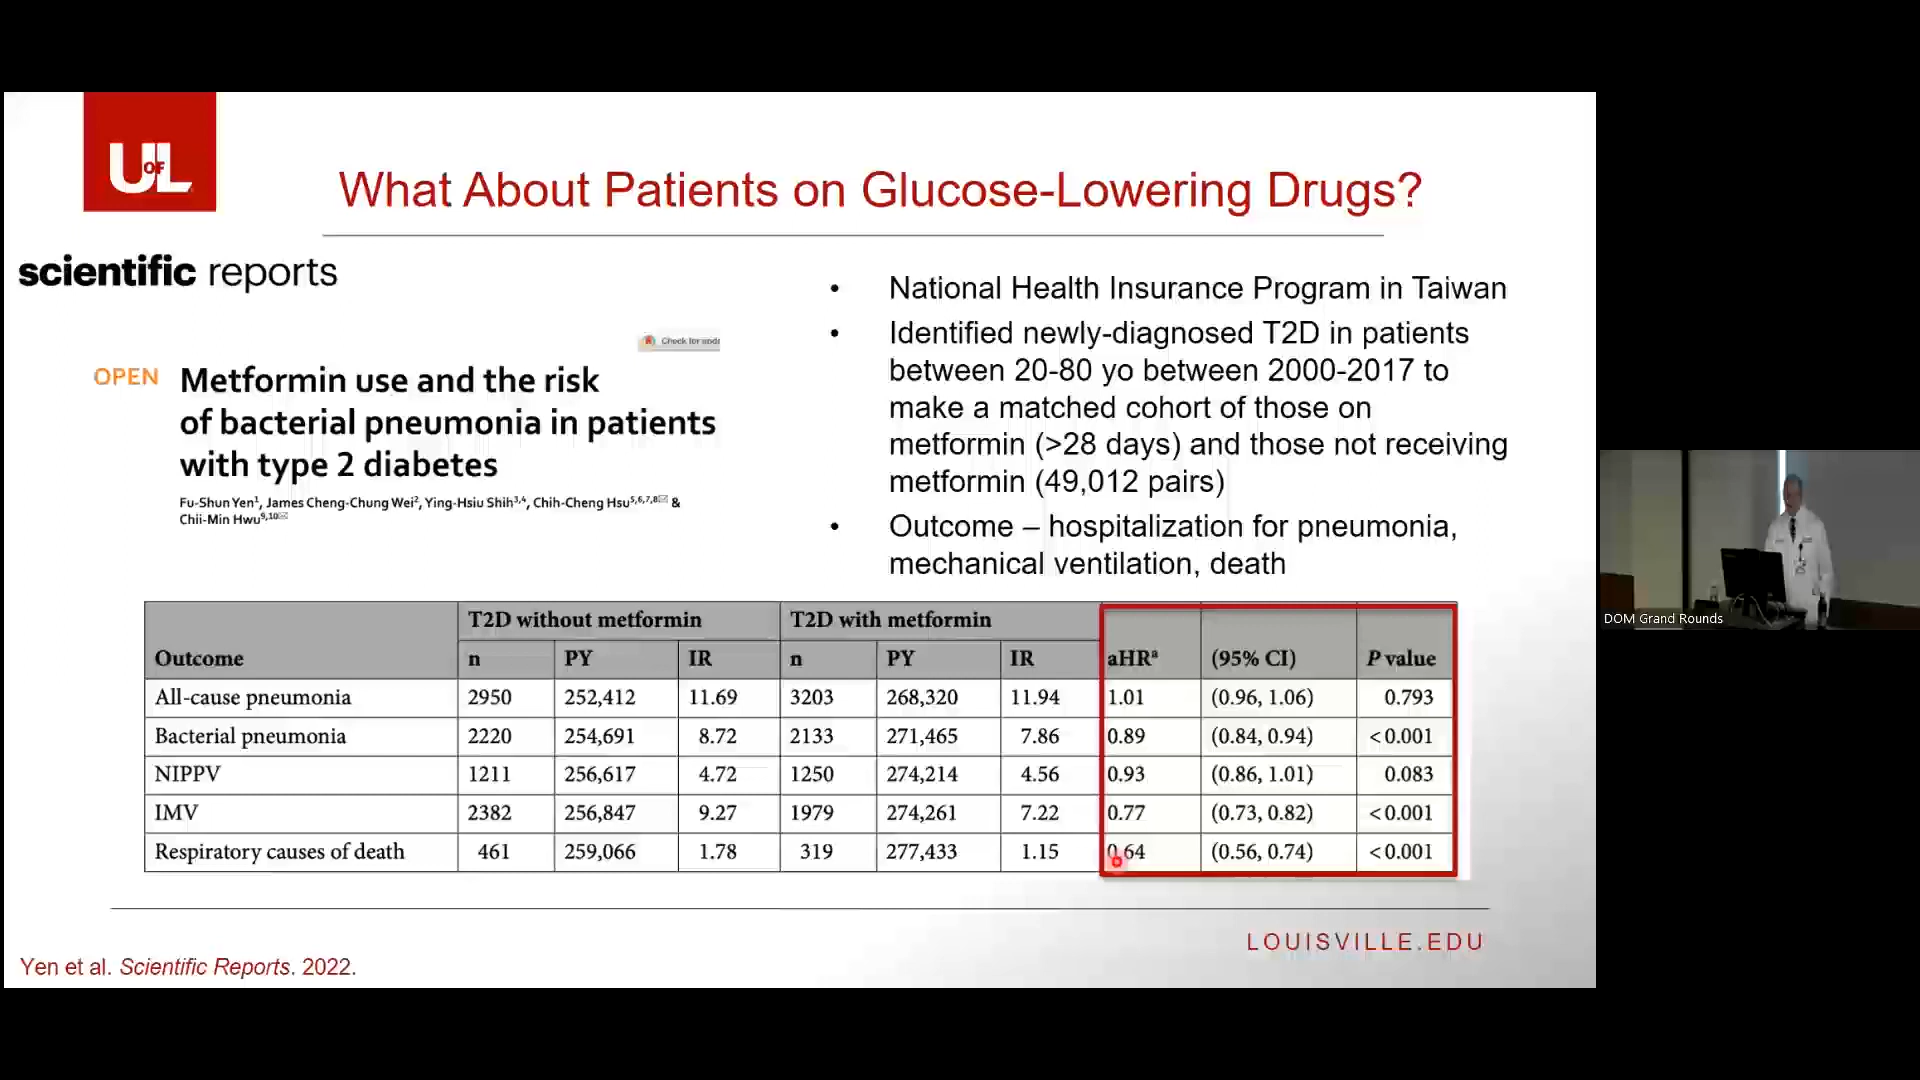 UofL
What About Patients on Glucose-Lowering Drugs?
scientific reports
Check for upda
OPEN Metformin use and the risk
of bacterial pneumonia in patients
with type 2 diabetes
Fu-Shun Yen1, James Cheng-Chung Wei2, Ying-Hsiu Shih3,4, Chih-Cheng Hsu5,6,7,8✉ &
Chii-Min Hwu9,10✉
• National Health Insurance Program in Taiwan
• Identified newly-diagnosed T2D in patients
between 20-80 yo between 2000-2017 to
make a matched cohort of those on
metformin (>28 days) and those not receiving
metformin (49,012 pairs)
• Outcome – hospitalization for pneumonia,
mechanical ventilation, death
T2D without metformin T2D with metformin
Outcome n PY IR n PY IR aHRa (95% CI) P value
All-cause pneumonia 2950 252,412 11.69 3203 268,320 11.94 1.01 (0.96, 1.06) 0.793
Bacterial pneumonia 2220 254,691 8.72 2133 271,465 7.86 0.89 (0.84, 0.94) <0.001
NIPPV 1211 256,617 4.72 1250 274,214 4.56 0.93 (0.86, 1.01) 0.083
IMV 2382 256,847 9.27 1979 274,261 7.22 0.77 (0.73, 0.82) <0.001
Respiratory causes of death 461 259,066 1.78 319 277,433 1.15 0.64 (0.56, 0.74) <0.001
LOUISVILLE.EDU
Yen et al. Scientific Reports. 2022.
DOM Grand Rounds